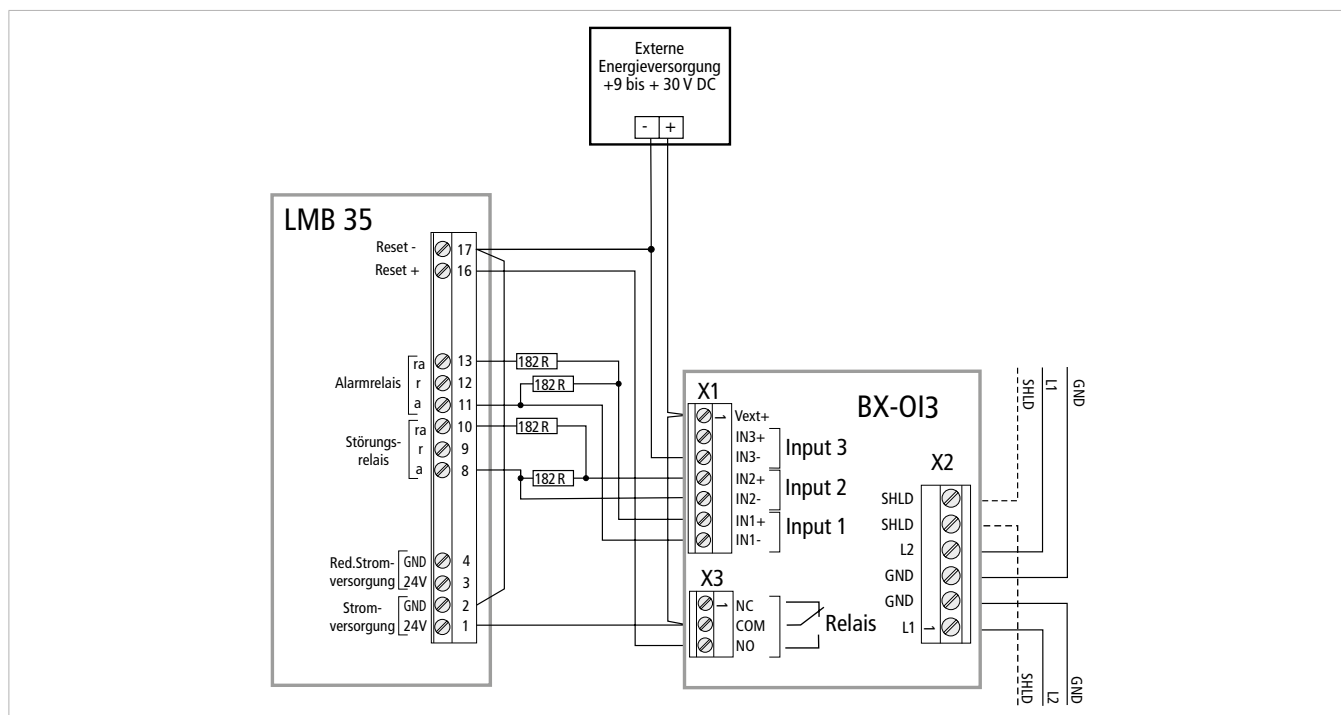 Externe
Energieversorgung
+9 bis + 30 V DC
- +
LMB 35
Reset - 17
Reset + 16
Alarmrelais
ra 13
r 12
a 11
182 R
182 R
Störungs-
relais
ra 10
r 9
a 8
182 R
182 R
Red.Strom-
versorgung
GND 4
24V 3
Strom-
versorgung
GND 2
24V 1
BX-OI3
X1
1 Vext+
IN3+
IN3-
Input 3
IN2+
IN2-
Input 2
IN1+
IN1-
Input 1
X3
1 NC
COM
NO
Relais
X2
SHLD
SHLD
L2
GND
GND
L1 1
SHLD
L1
GND
SHLD
L2
GND